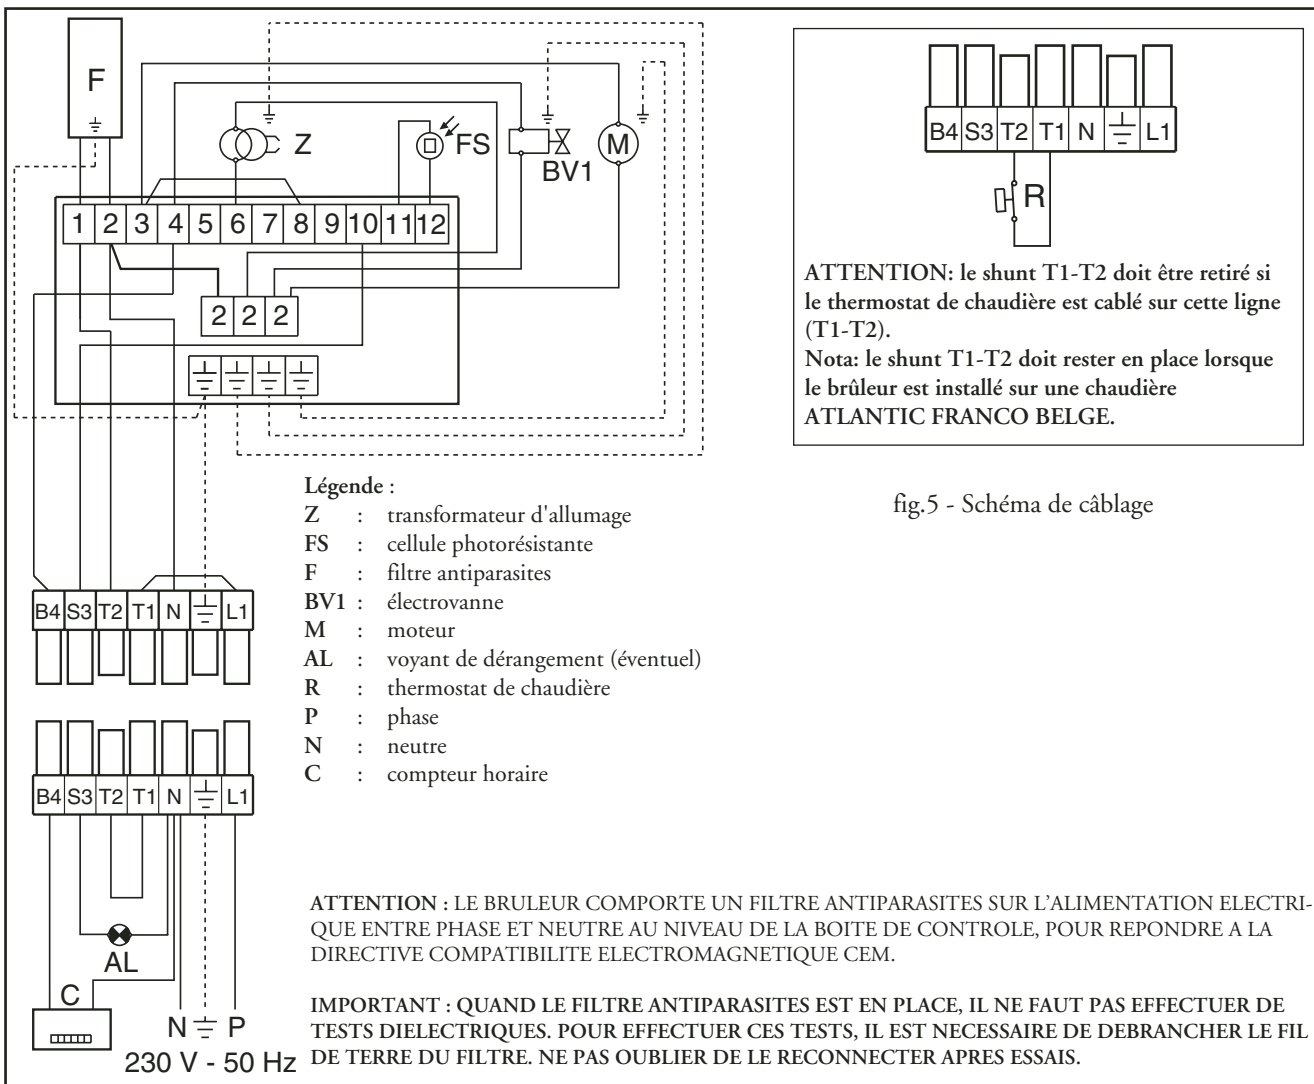 F
Z
FS
BV1
M
1 2 3 4 5 6 7 8 9 10 11 12
2 2 2
B4 S3 T2 T1 N L1
R
ATTENTION: le shunt T1-T2 doit être retiré si
le thermostat de chaudière est cablé sur cette ligne
(T1-T2).
Nota: le shunt T1-T2 doit rester en place lorsque
le brûleur est installé sur une chaudière
ATLANTIC FRANCO BELGE.
fig.5 - Schéma de câblage
Légende :
Z : transformateur d'allumage
FS : cellule photorésistante
F : filtre antiparasites
BV1 : électrovanne
M : moteur
AL : voyant de dérangement (éventuel)
R : thermostat de chaudière
P : phase
N : neutre
C : compteur horaire
B4 S3 T2 T1 N L1
B4 S3 T2 T1 N L1
AL
C
N P
230 V - 50 Hz
ATTENTION : LE BRULEUR COMPORTE UN FILTRE ANTIPARASITES SUR L'ALIMENTATION ELECTRI-
QUE ENTRE PHASE ET NEUTRE AU NIVEAU DE LA BOITE DE CONTROLE, POUR REPONDRE A LA
DIRECTIVE COMPATIBILITE ELECTROMAGNETIQUE CEM.
IMPORTANT : QUAND LE FILTRE ANTIPARASITES EST EN PLACE, IL NE FAUT PAS EFFECTUER DE
TESTS DIELECTRIQUES. POUR EFFECTUER CES TESTS, IL EST NECESSAIRE DE DEBRANCHER LE FIL
DE TERRE DU FILTRE. NE PAS OUBLIER DE LE RECONNECTER APRES ESSAIS.